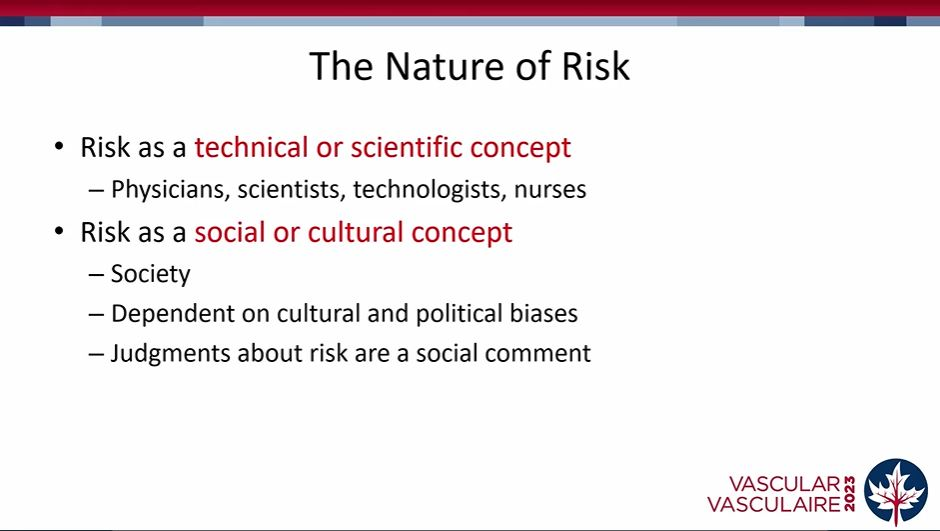 The Nature of Risk
• Risk as a technical or scientific concept
– Physicians, scientists, technologists, nurses
• Risk as a social or cultural concept
– Society
– Dependent on cultural and political biases
– Judgments about risk are a social comment
VASCULAR
VASCULAIRE
2023